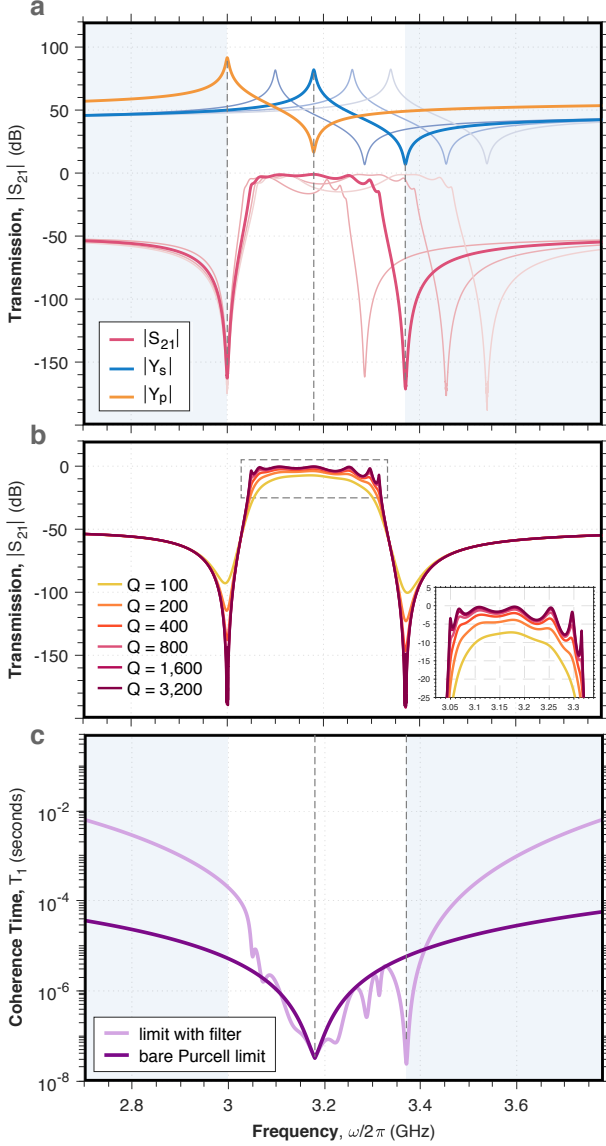 a
100
50
0
-50
-100
-150
Transmission, |S21| (dB)
|S21|
|Ys|
|Yp|
b
0
-50
-100
-150
Transmission, |S21| (dB)
Q = 100
Q = 200
Q = 400
Q = 800
Q = 1,600
Q = 3,200
5
0
-5
-10
-15
-20
-25
3.05 3.1 3.15 3.2 3.25 3.3
c
10-2
10-4
10-6
10-8
Coherence Time, T1 (seconds)
limit with filter
bare Purcell limit
2.8 3 3.2 3.4 3.6
Frequency, ω/2π (GHz)